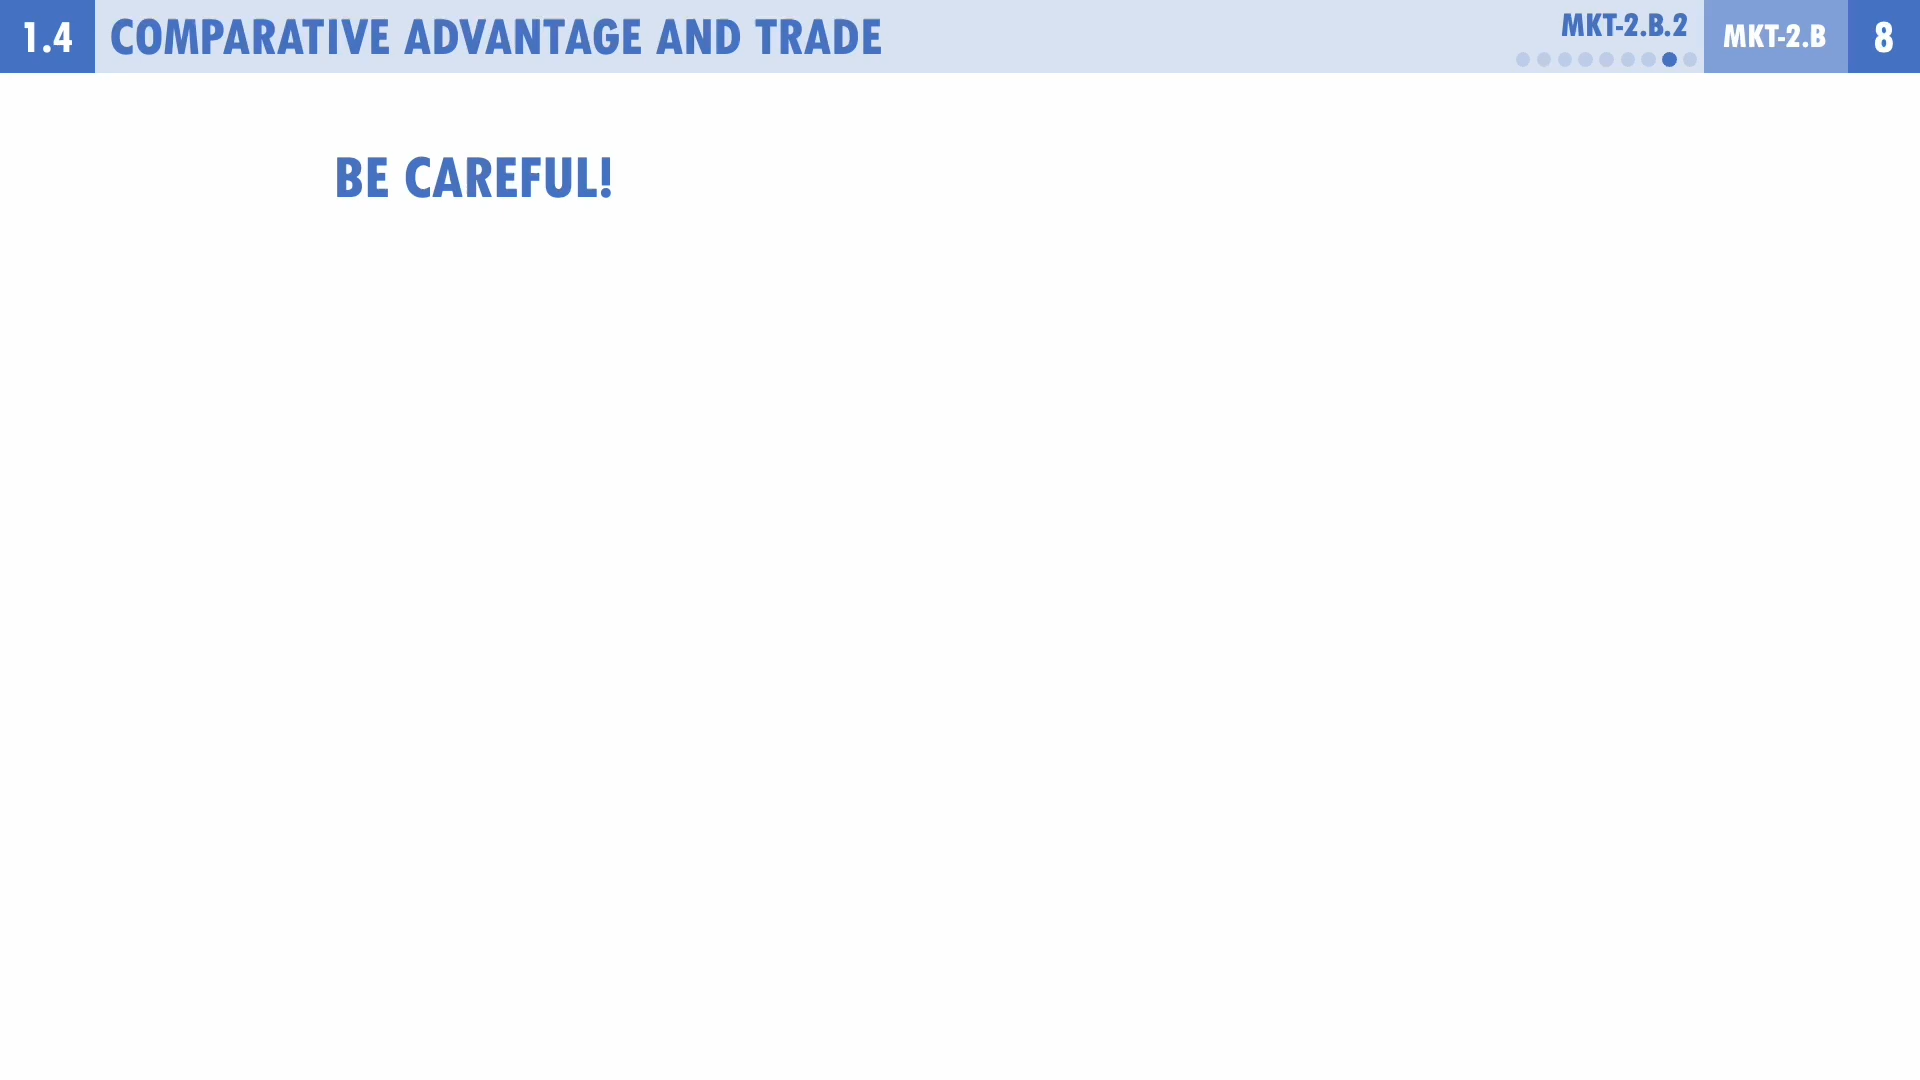 1.4 COMPARATIVE ADVANTAGE AND TRADE
MKT-2.B.2
MKT-2.B
8
BE CAREFUL!